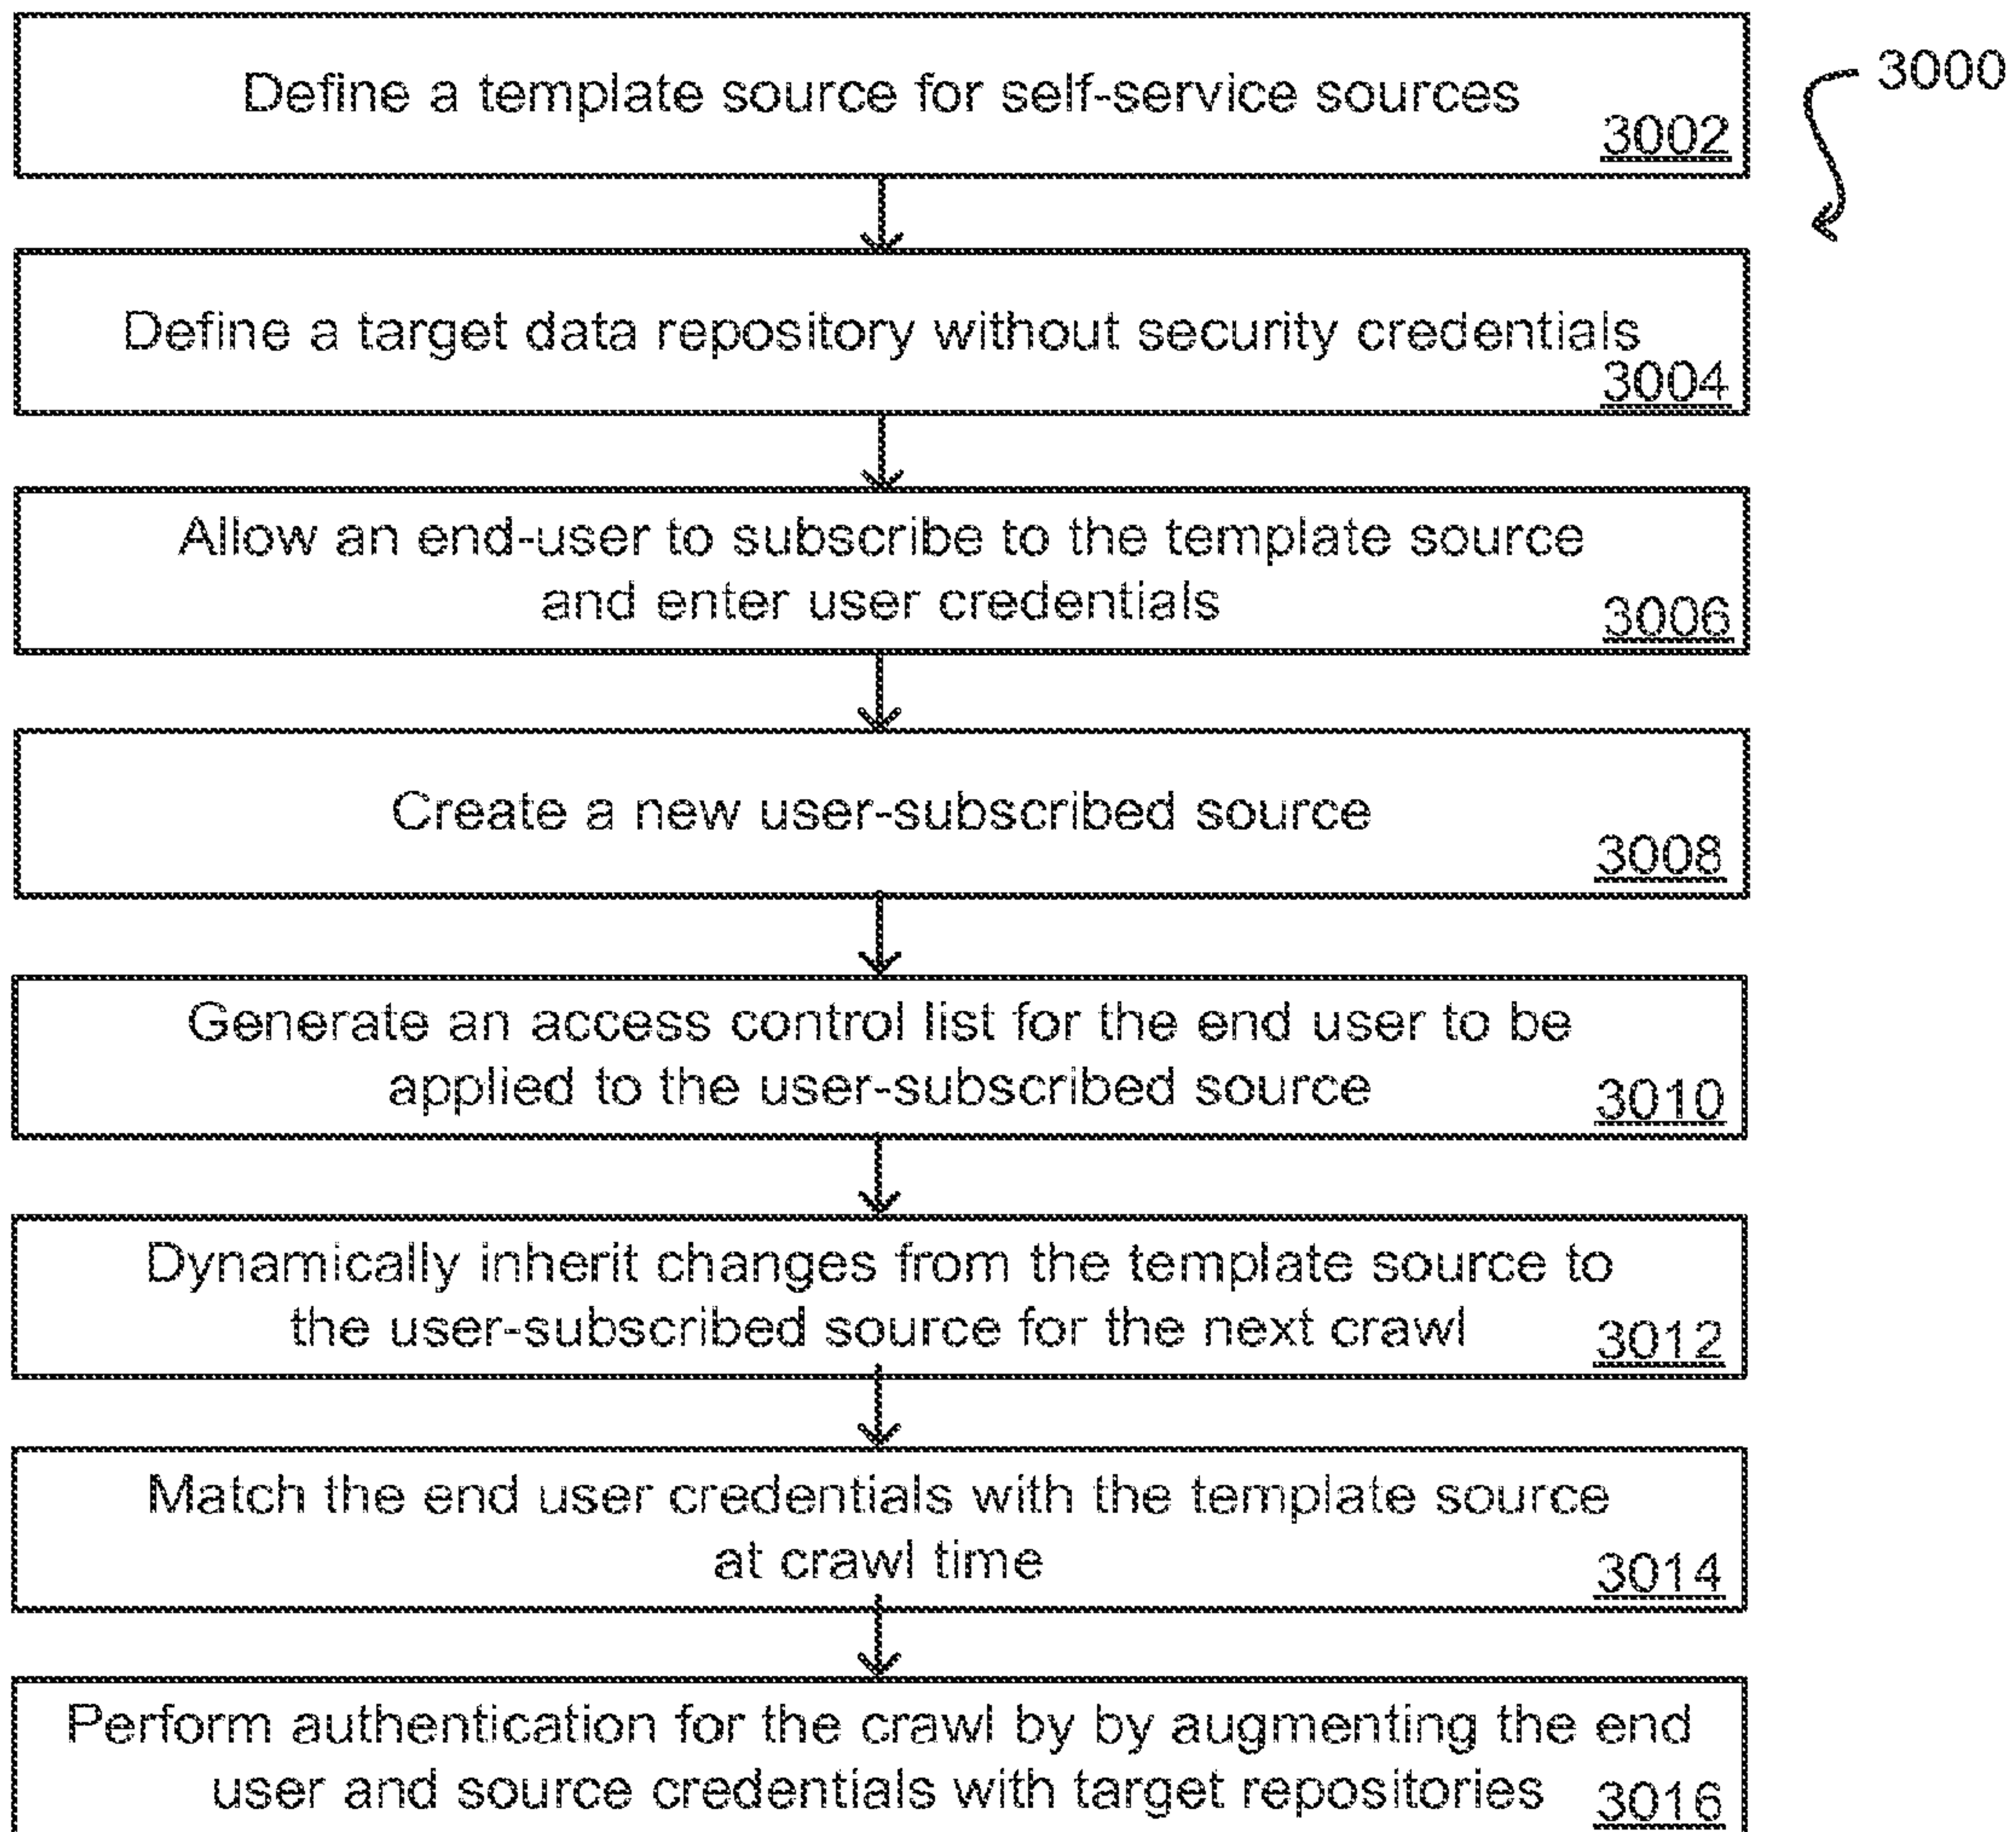 Define a template source for self-service sources
3002
3000
Define a target data repository without security credentials
3004
Allow an end-user to subscribe to the template source
and enter user credentials
3006
Create a new user-subscribed source
3008
Generate an access control list for the end user to be
applied to the user-subscribed source
3010
Dynamically inherit changes from the template source to
the user-subscribed source for the next crawl
3012
Match the end user credentials with the template source
at crawl time
3014
Perform authentication for the crawl by by augmenting the end
user and source credentials with target repositories
3016